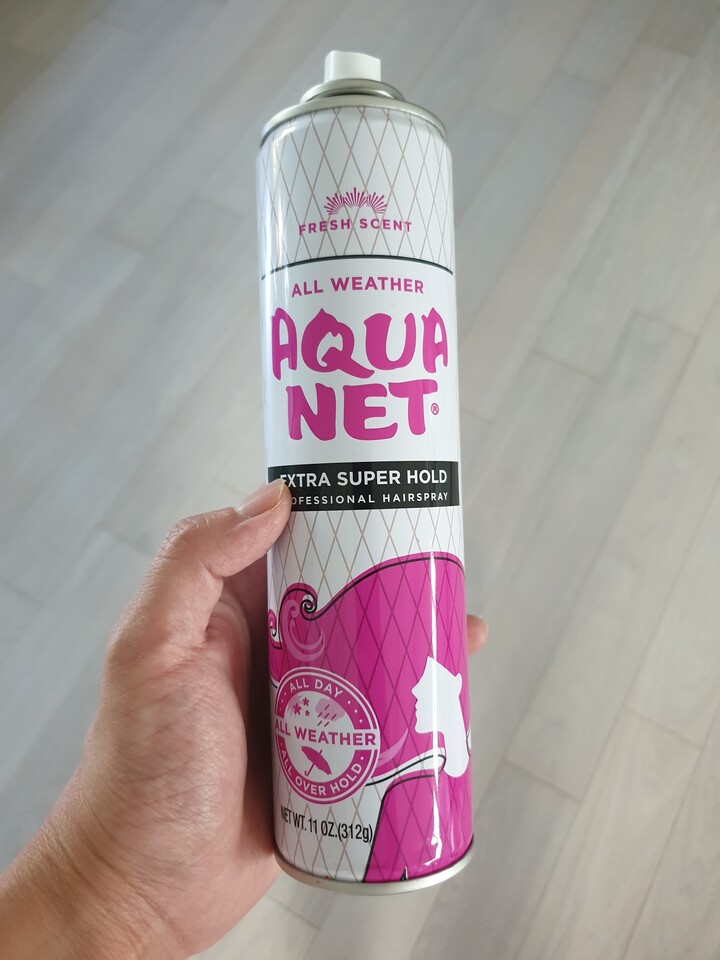 FRESH SCENT
ALL WEATHER
AQUA
NET®
EXTRA SUPER HOLD
OFESSIONAL HAIRSPRAY
ALL DAY
ALL WEATHER
ALL OVER HOLD
NET WT. 11 OZ.(312g)